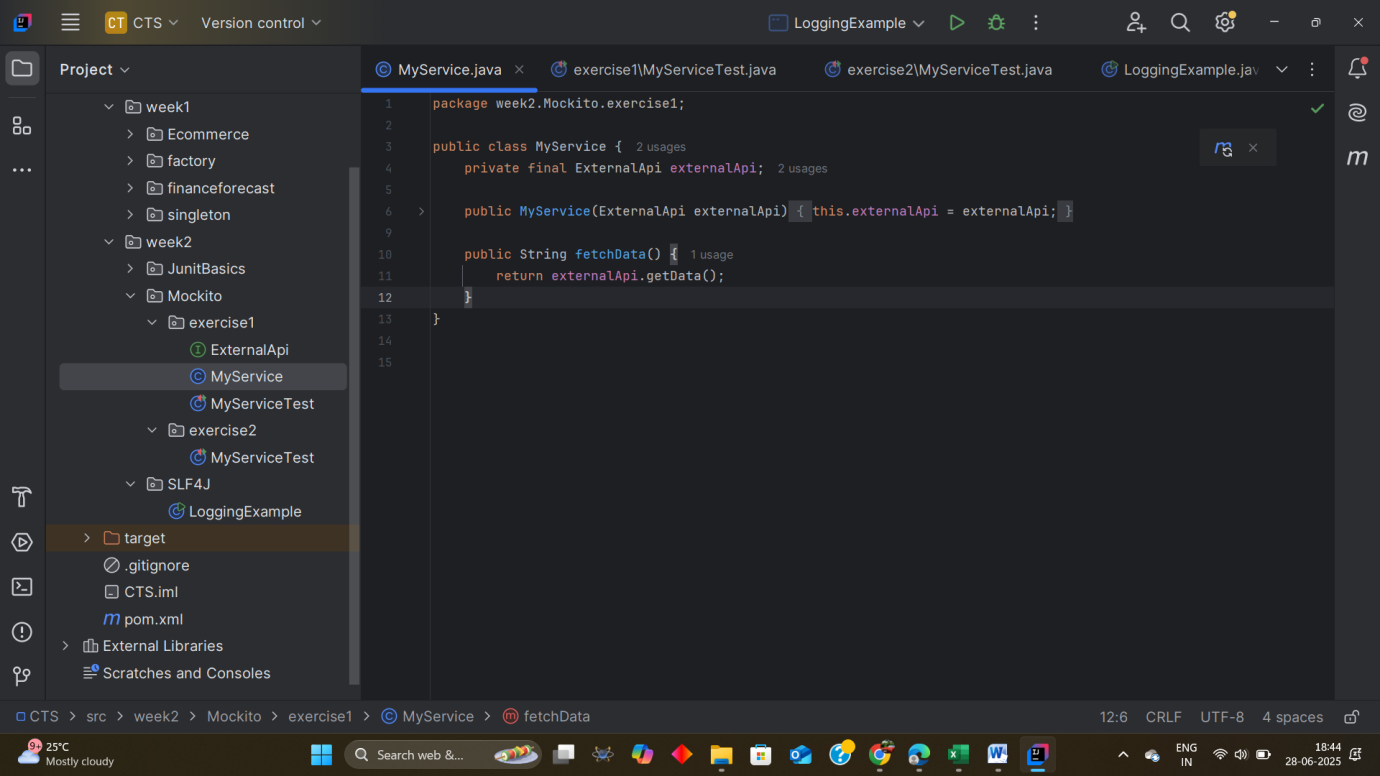 CT CTS Version control LoggingExample
Project
MyService.java exercise1\MyServiceTest.java exercise2\MyServiceTest.java LoggingExample.jav
week1
Ecommerce
factory
financeforecast
singleton
week2
JunitBasics
Mockito
exercise1
ExternalApi
MyService
MyServiceTest
exercise2
MyServiceTest
SLF4J
LoggingExample
target
.gitignore
CTS.iml
pom.xml
External Libraries
Scratches and Consoles
1 package week2.Mockito.exercise1;
2
3 public class MyService { 2 usages
4 private final ExternalApi externalApi; 2 usages
5
6 public MyService(ExternalApi externalApi) { this.externalApi = externalApi; }
9
10 public String fetchData() { 1 usage
11 return externalApi.getData();
12 }
13 }
14
15
CTS > src > week2 > Mockito > exercise1 > MyService > fetchData 12:6 CRLF UTF-8 4 spaces
9+ 25°C
Mostly cloudy
Search web &...
ENG
IN
18:44
28-06-2025